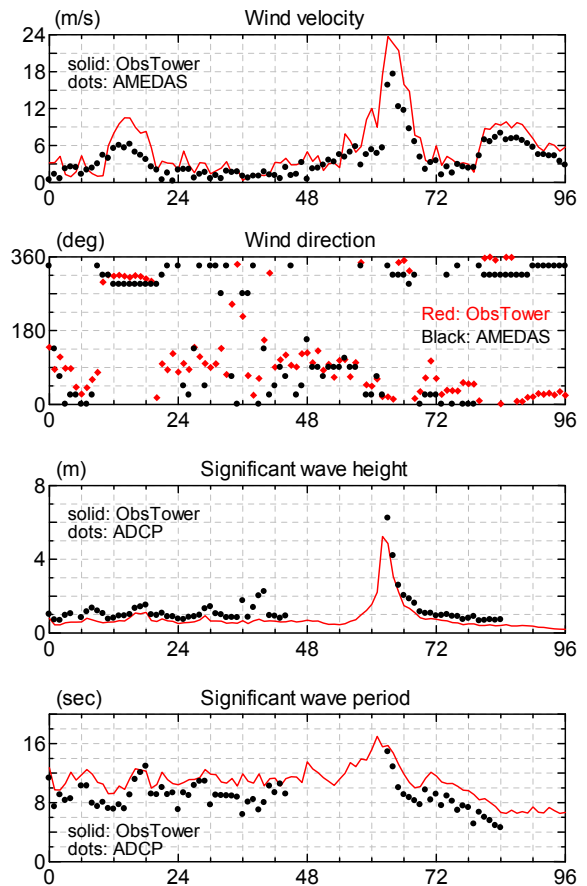 (m/s) Wind velocity
24
solid: ObsTower
dots: AMEDAS
18
12
6
0
0 24 48 72 96
(deg) Wind direction
360
Red: ObsTower
180
Black: AMEDAS
0
0 24 48 72 96
(m) Significant wave height
8
solid: ObsTower
dots: ADCP
4
0
0 24 48 72 96
(sec) Significant wave period
16
8
solid: ObsTower
dots: ADCP
0
0 24 48 72 96